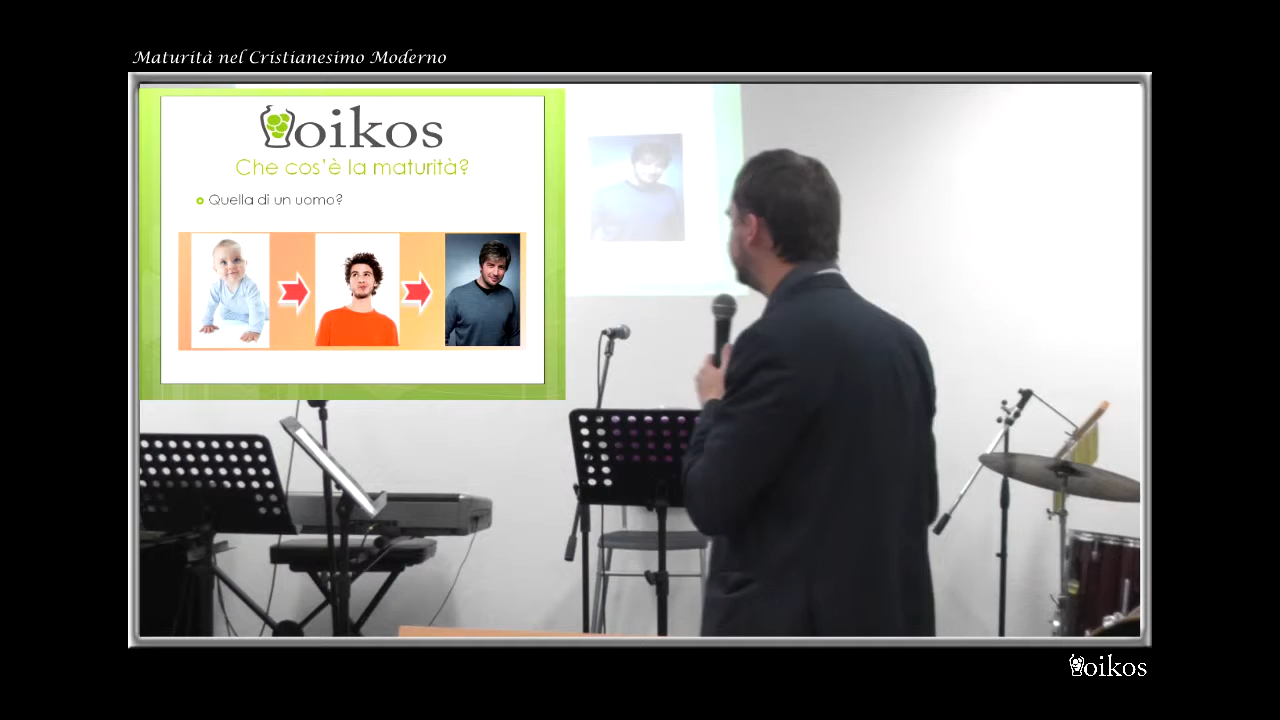 Maturità nel Cristianesimo Moderno
oikos
Che cos'è la maturità?
Quella di un uomo?
oikos